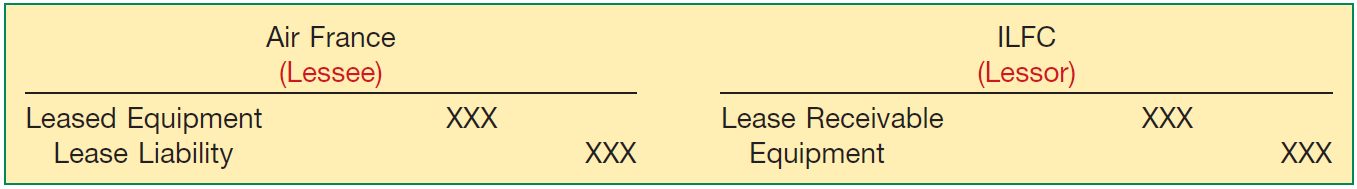 Air France ILFC
(Lessee) (Lessor)
Leased Equipment XXX Lease Receivable XXX
Lease Liability XXX Equipment XXX